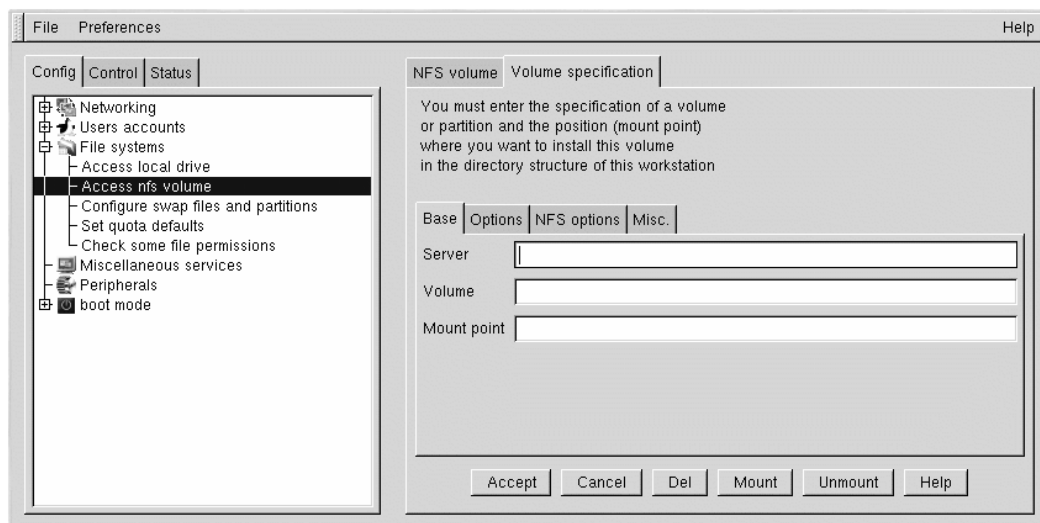 File Preferences Help
Config Control Status
Networking
Users accounts
File systems
Access local drive
Access nfs volume
Configure swap files and partitions
Set quota defaults
Check some file permissions
Miscellaneous services
Peripherals
boot mode
NFS volume Volume specification
You must enter the specification of a volume
or partition and the position (mount point)
where you want to install this volume
in the directory structure of this workstation
Base Options NFS options Misc.
Server
Volume
Mount point
Accept Cancel Del Mount Unmount Help